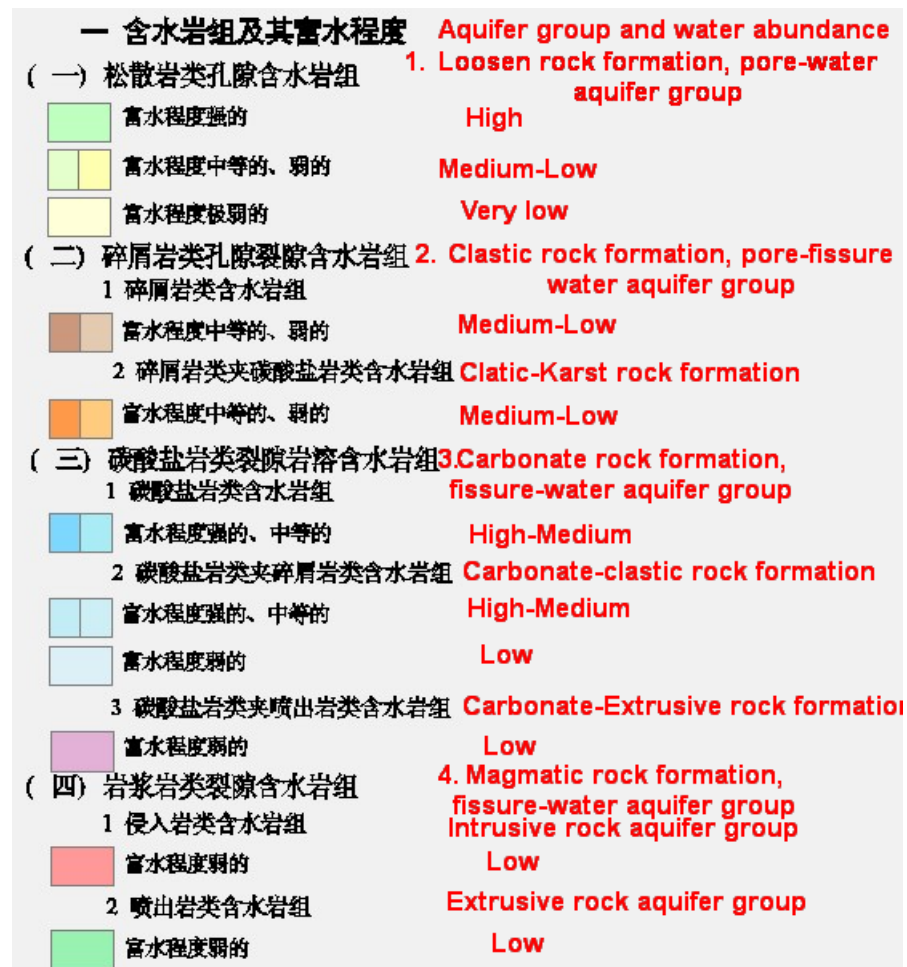 一 含水岩组及其富水程度 Aquifer group and water abundance
(一) 松散岩类孔隙含水岩组 1. Loosen rock formation, pore-water
aquifer group
富水程度强的 High
富水程度中等的、弱的 Medium-Low
富水程度极弱的 Very low
(二) 碎屑岩类孔隙裂隙含水岩组 2. Clastic rock formation, pore-fissure
1 碎屑岩类含水岩组 water aquifer group
富水程度中等的、弱的 Medium-Low
2 碎屑岩类夹碳酸盐岩类含水岩组 Clatic-Karst rock formation
富水程度中等的、弱的 Medium-Low
(三) 碳酸盐岩类裂隙岩溶含水岩组 3.Carbonate rock formation,
1 碳酸盐岩类含水岩组 fissure-water aquifer group
富水程度强的、中等的 High-Medium
2 碳酸盐岩类夹碎屑岩类含水岩组 Carbonate-clastic rock formation
富水程度强的、中等的 High-Medium
富水程度弱的 Low
3 碳酸盐岩类夹喷出岩类含水岩组 Carbonate-Extrusive rock formation
富水程度弱的 Low
(四) 岩浆岩类裂隙含水岩组 4. Magmatic rock formation,
fissure-water aquifer group
1 侵入岩类含水岩组 Intrusive rock aquifer group
富水程度弱的 Low
2 喷出岩类含水岩组 Extrusive rock aquifer group
富水程度弱的 Low